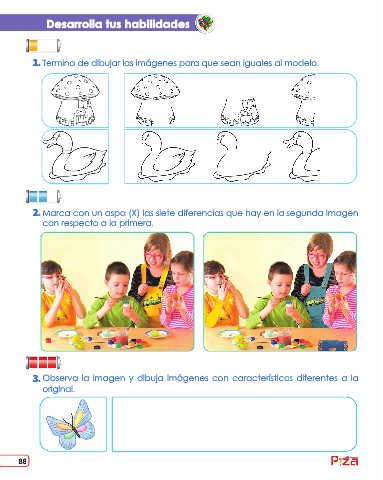 Desarrolla tus habilidades
1. Termina de dibujar las imágenes para que sean iguales al modelo.
2. Marca con un aspa (X) las siete diferencias que hay en la segunda imagen
con respecto a la primera.
3. Observa la imagen y dibuja imágenes con características diferentes a la
original.
88
Pıza